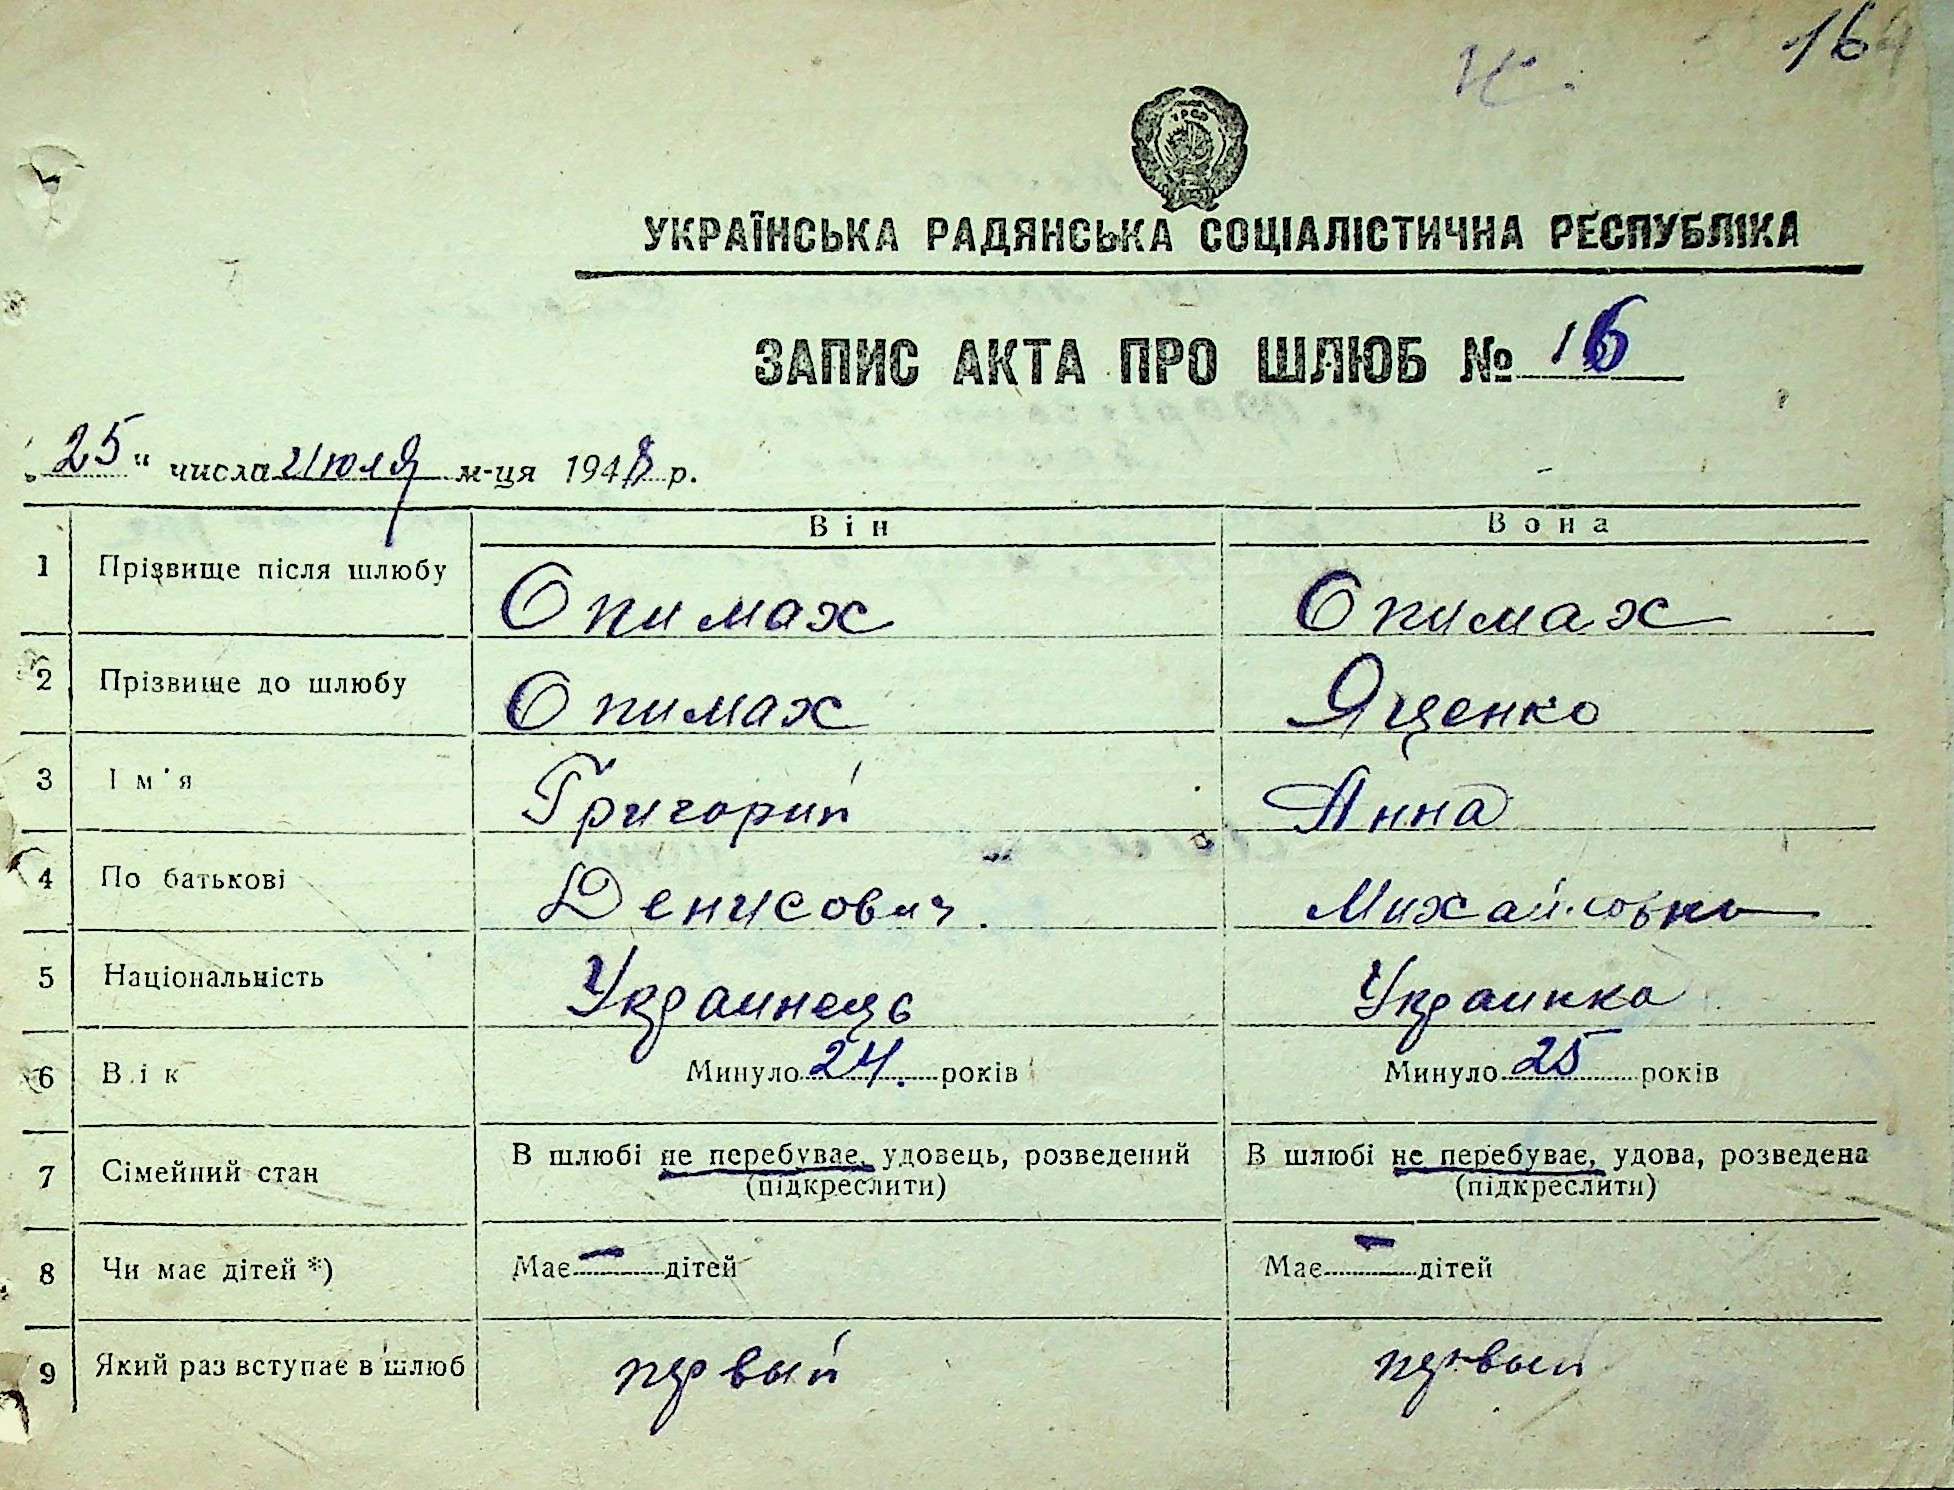 16
УРСР
УКРАЇНСЬКА РАДЯНСЬКА СОЦІАЛІСТИЧНА РЕСПУБЛІКА
ЗАПИС АКТА ПРО ШЛЮБ № 16
„25“ числа июля м-ця 1948 р.
Він Вона
1 Прізвище після шлюбу Опимах Опимах
2 Прізвище до шлюбу Опимах Яценко
3 Ім'я Григорий Анна
4 По батькові Денисович Михайловна
5 Національність Украинець Украинка
6 Вік Минуло 24 років Минуло 25 років
7 Сімейний стан В шлюбі не перебуває, удовець, розведений В шлюбі не перебуває, удова, розведена
(підкреслити) (підкреслити)
8 Чи має дітей *) Має — дітей Має — дітей
9 Який раз вступає в шлюб первый первый